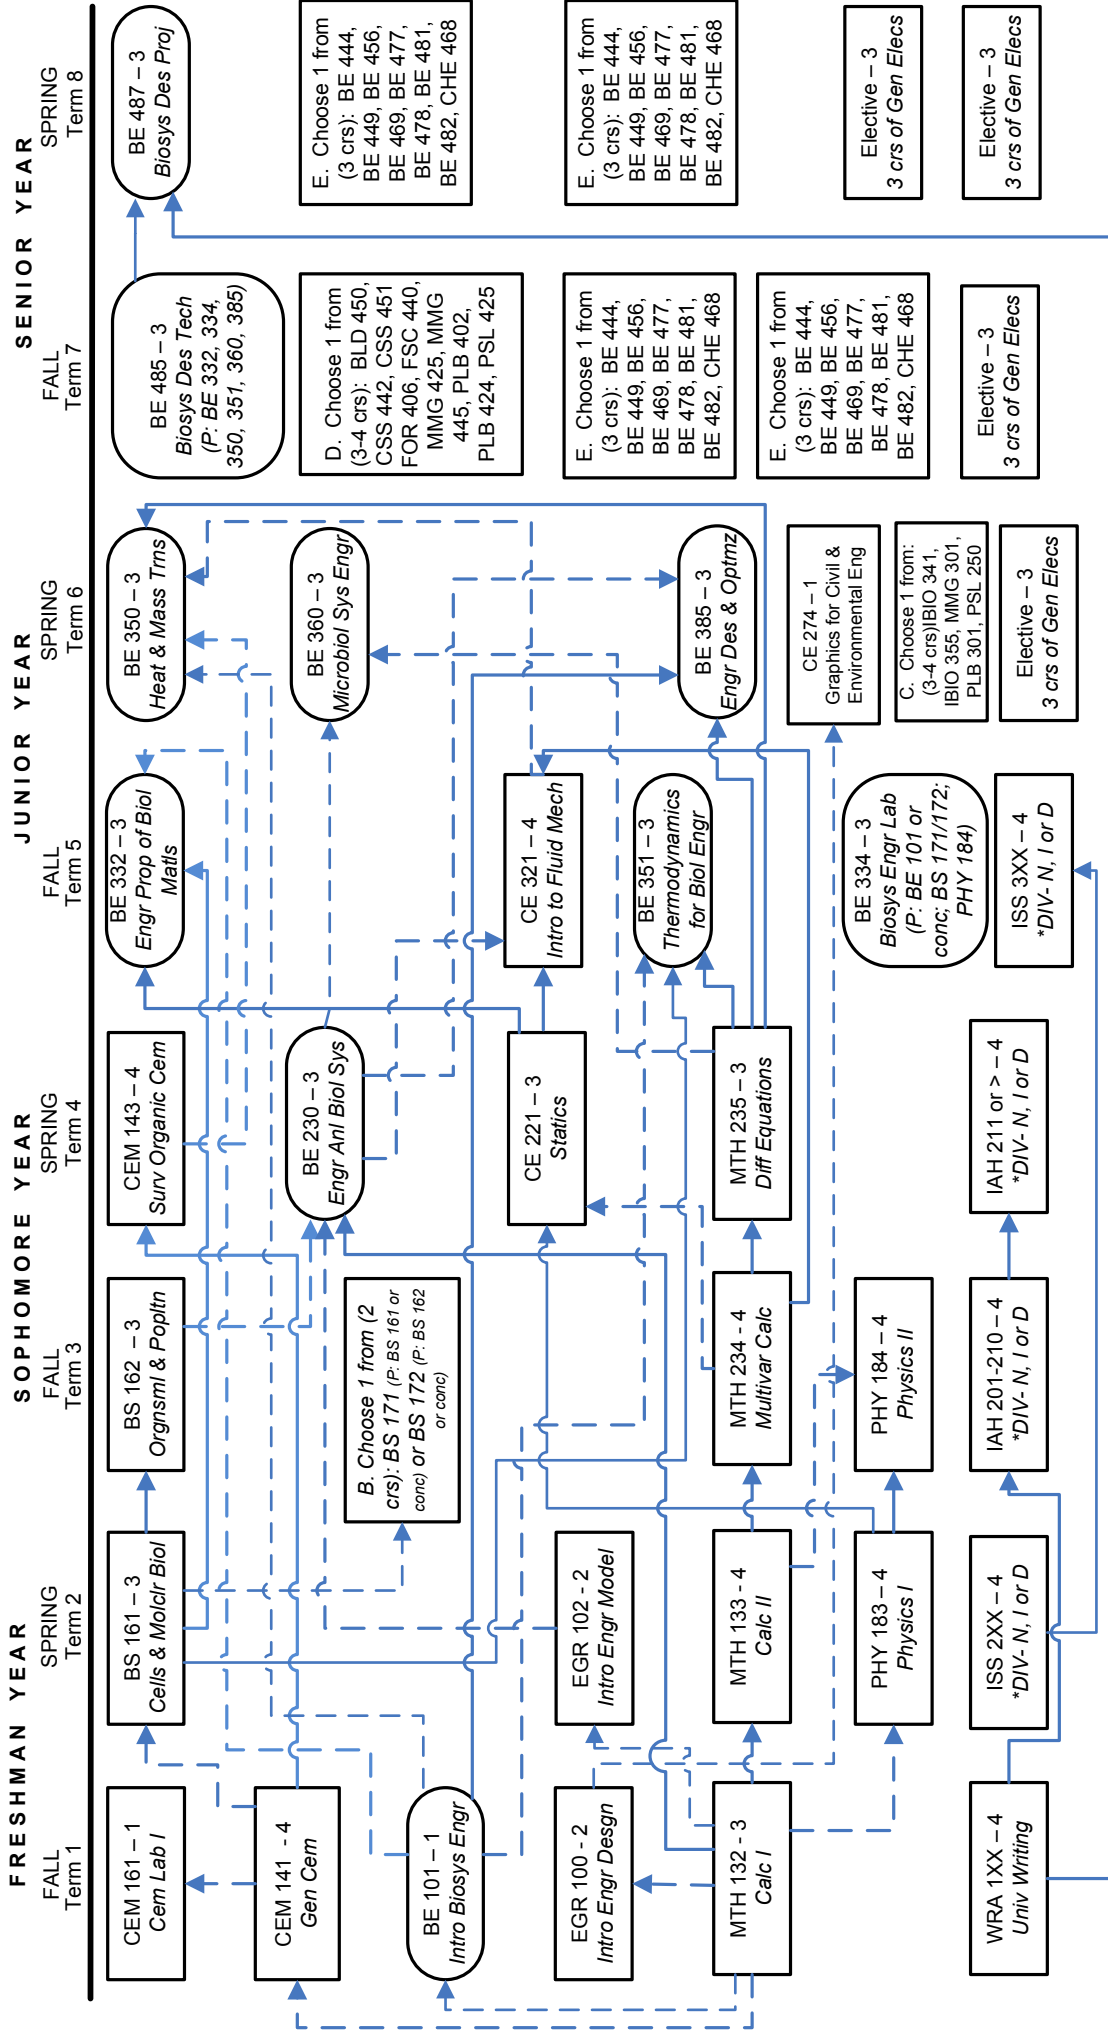 FRESHMAN YEAR
SOPHOMORE YEAR
JUNIOR YEAR
SENIOR YEAR
FALL
Term 1
SPRING
Term 2
FALL
Term 3
SPRING
Term 4
FALL
Term 5
SPRING
Term 6
FALL
Term 7
SPRING
Term 8
CEM 161 – 1
Cem Lab I
CEM 141 - 4
Gen Cem
BE 101 – 1
Intro Biosys Engr
EGR 100 - 2
Intro Engr Desgn
MTH 132 - 3
Calc I
WRA 1XX – 4
Univ Writing
BS 161 – 3
Cells & Molclr Biol
EGR 102 - 2
Intro Engr Model
MTH 133 - 4
Calc II
PHY 183 – 4
Physics I
ISS 2XX – 4
*DIV- N, I or D
BS 162 – 3
Orgnsml & Popltn
B. Choose 1 from (2
crs): BS 171 (P: BS 161 or
conc) or BS 172 (P: BS 162
or conc)
MTH 234 - 4
Multivar Calc
PHY 184 – 4
Physics II
IAH 201-210 – 4
*DIV- N, I or D
CEM 143 – 4
Surv Organic Cem
BE 230 – 3
Engr Anl Biol Sys
CE 221 – 3
Statics
MTH 235 – 3
Diff Equations
IAH 211 or > – 4
*DIV- N, I or D
BE 332 – 3
Engr Prop of Biol
Matls
CE 321 – 4
Intro to Fluid Mech
BE 351 – 3
Thermodynamics
for Biol Engr
BE 334 – 3
Biosys Engr Lab
(P: BE 101 or
conc; BS 171/172;
PHY 184)
ISS 3XX – 4
*DIV- N, I or D
BE 350 – 3
Heat & Mass Trns
BE 360 – 3
Microbiol Sys Engr
BE 385 – 3
Engr Des & Optmz
CE 274 – 1
Graphics for Civil &
Environmental Eng
C. Choose 1 from:
(3-4 crs)IBIO 341,
IBIO 355, MMG 301,
PLB 301, PSL 250
Elective – 3
3 crs of Gen Elecs
BE 485 – 3
Biosys Des Tech
(P: BE 332, 334,
350, 351, 360, 385)
D. Choose 1 from
(3-4 crs): BLD 450,
CSS 442, CSS 451
FOR 406, FSC 440,
MMG 425, MMG
445, PLB 402,
PLB 424, PSL 425
E. Choose 1 from
(3 crs): BE 444,
BE 449, BE 456,
BE 469, BE 477,
BE 478, BE 481,
BE 482, CHE 468
E. Choose 1 from
(3 crs): BE 444,
BE 449, BE 456,
BE 469, BE 477,
BE 478, BE 481,
BE 482, CHE 468
Elective – 3
3 crs of Gen Elecs
BE 487 – 3
Biosys Des Proj
E. Choose 1 from
(3 crs): BE 444,
BE 449, BE 456,
BE 469, BE 477,
BE 478, BE 481,
BE 482, CHE 468
E. Choose 1 from
(3 crs): BE 444,
BE 449, BE 456,
BE 469, BE 477,
BE 478, BE 481,
BE 482, CHE 468
Elective – 3
3 crs of Gen Elecs
Elective – 3
3 crs of Gen Elecs